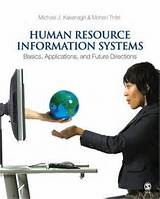 Michael J. Kavanagh & Mohan Thite
HUMAN RESOURCE
INFORMATION SYSTEMS
Basics, Applications, and Future Directions